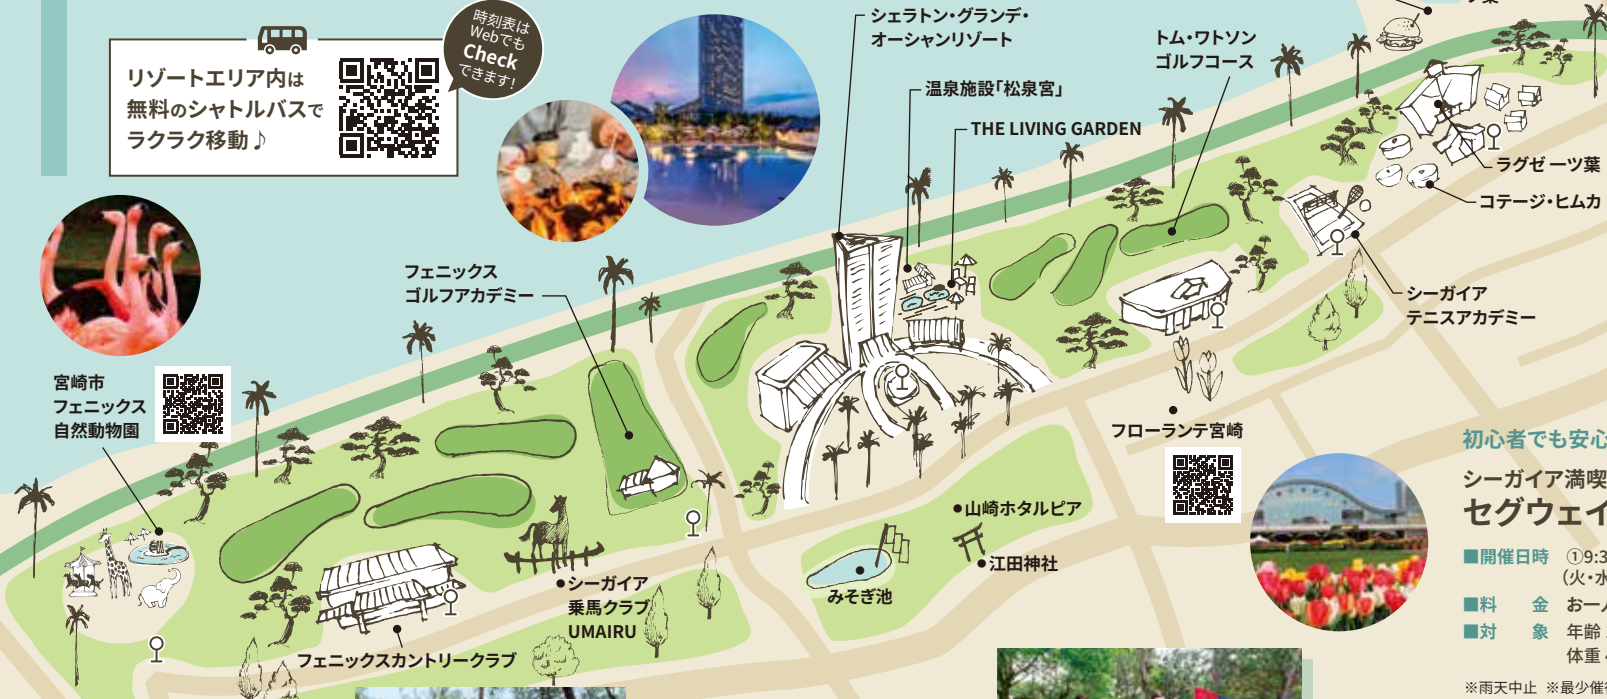 リゾートエリア内は
無料のシャトルバスで
ラクラク移動♪
時刻表は
Webでも
Check
できます!
シェラトン・グランデ・
オーシャンリゾート
温泉施設「松泉宮」
THE LIVING GARDEN
トム・ワトソン
ゴルフコース
ラグゼ 一ツ葉
コテージ・ヒムカ
シーガイア
テニスアカデミー
フェニックス
ゴルフアカデミー
宮崎市
フェニックス
自然動物園
フローランテ宮崎
●山崎ホタルピア
●江田神社
みそぎ池
●シーガイア
乗馬クラブ
UMAIRU
フェニックスカントリークラブ
初心者でも安心
シーガイア満喫
セグウェイ
■開催日時 ①9:3
(火・水
■料 金 お一人
■対 象 年齢
体重
※雨天中止 ※最少催行